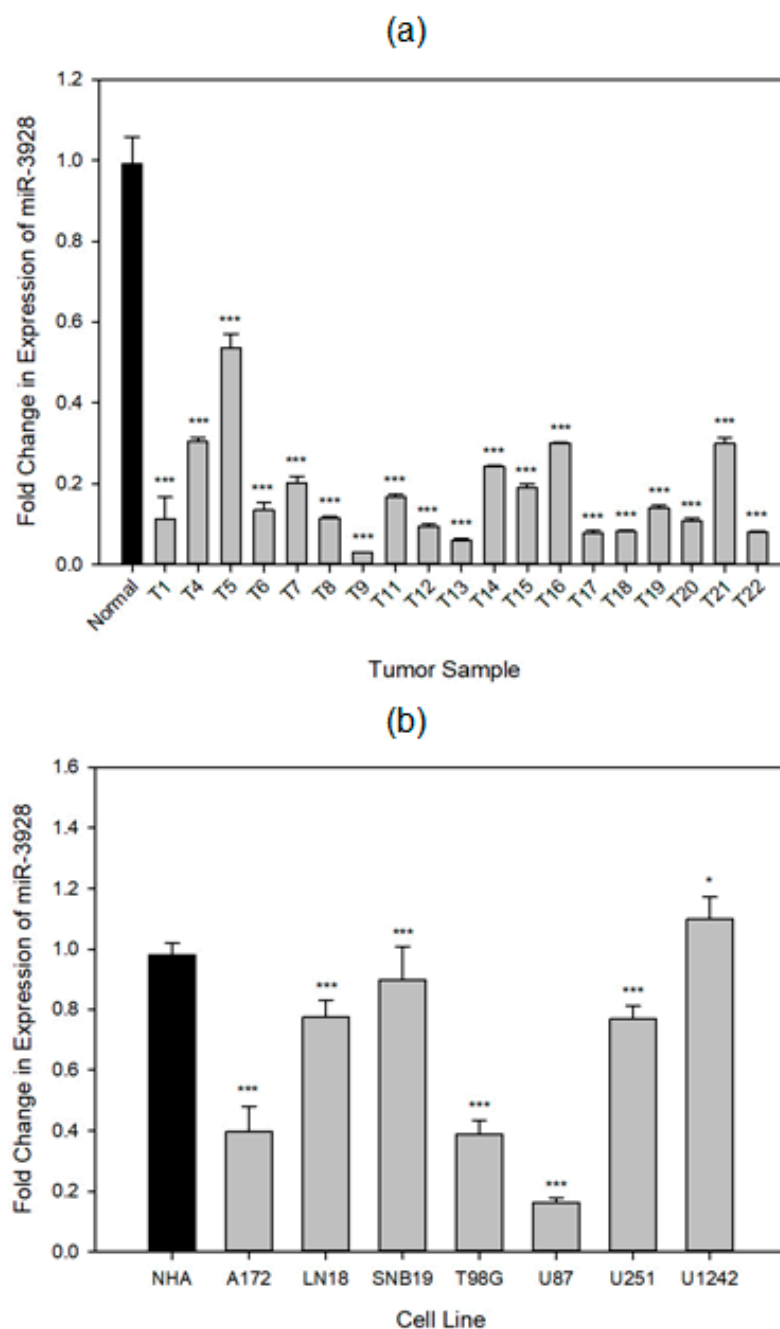 (a)
Fold Change in Expression of miR-3928
1.2
1.0
0.8
0.6
0.4
0.2
0.0
*** *** *** *** *** *** *** *** *** *** *** *** *** *** *** *** *** *** ***
Normal T1 T4 T5 T6 T7 T8 T9 T11 T12 T13 T14 T15 T16 T17 T18 T19 T20 T21 T22
Tumor Sample
(b)
Fold Change in Expression of miR-3928
1.6
1.4
1.2
1.0
0.8
0.6
0.4
0.2
0.0
*** *** *** *** *** *** *
NHA A172 LN18 SNB19 T98G U87 U251 U1242
Cell Line